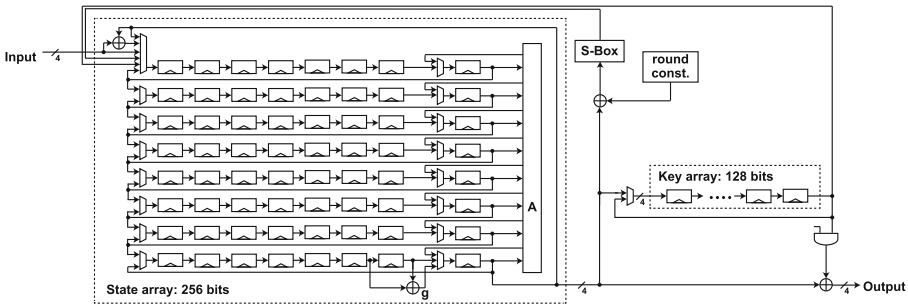 Input
4
S-Box
round
const.
Key array: 128 bits
4
A
g
State array: 256 bits
4
4
Output